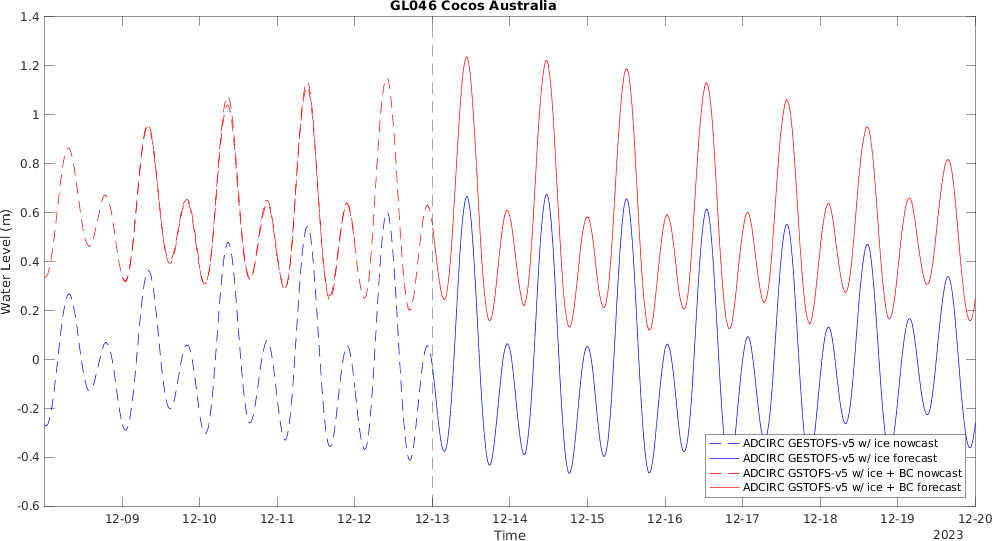 GL046 Cocos Australia
1.4
1.2
1
0.8
0.6
0.4
0.2
0
-0.2
-0.4
-0.6
Water Level (m)
ADCIRC GESTOFS-v5 w/ ice nowcast
ADCIRC GESTOFS-v5 w/ ice forecast
ADCIRC GSTOFS-v5 w/ ice + BC nowcast
ADCIRC GSTOFS-v5 w/ ice + BC forecast
12-09 12-10 12-11 12-12 12-13 12-14 12-15 12-16 12-17 12-18 12-19 12-20
Time
2023